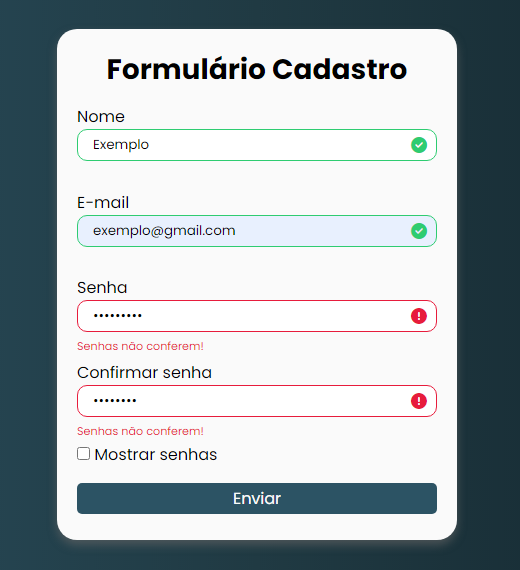 Formulário Cadastro
Nome
Exemplo
E-mail
exemplo@gmail.com
Senha
•••••••••
Senhas não conferem!
Confirmar senha
••••••••
Senhas não conferem!
Mostrar senhas
Enviar